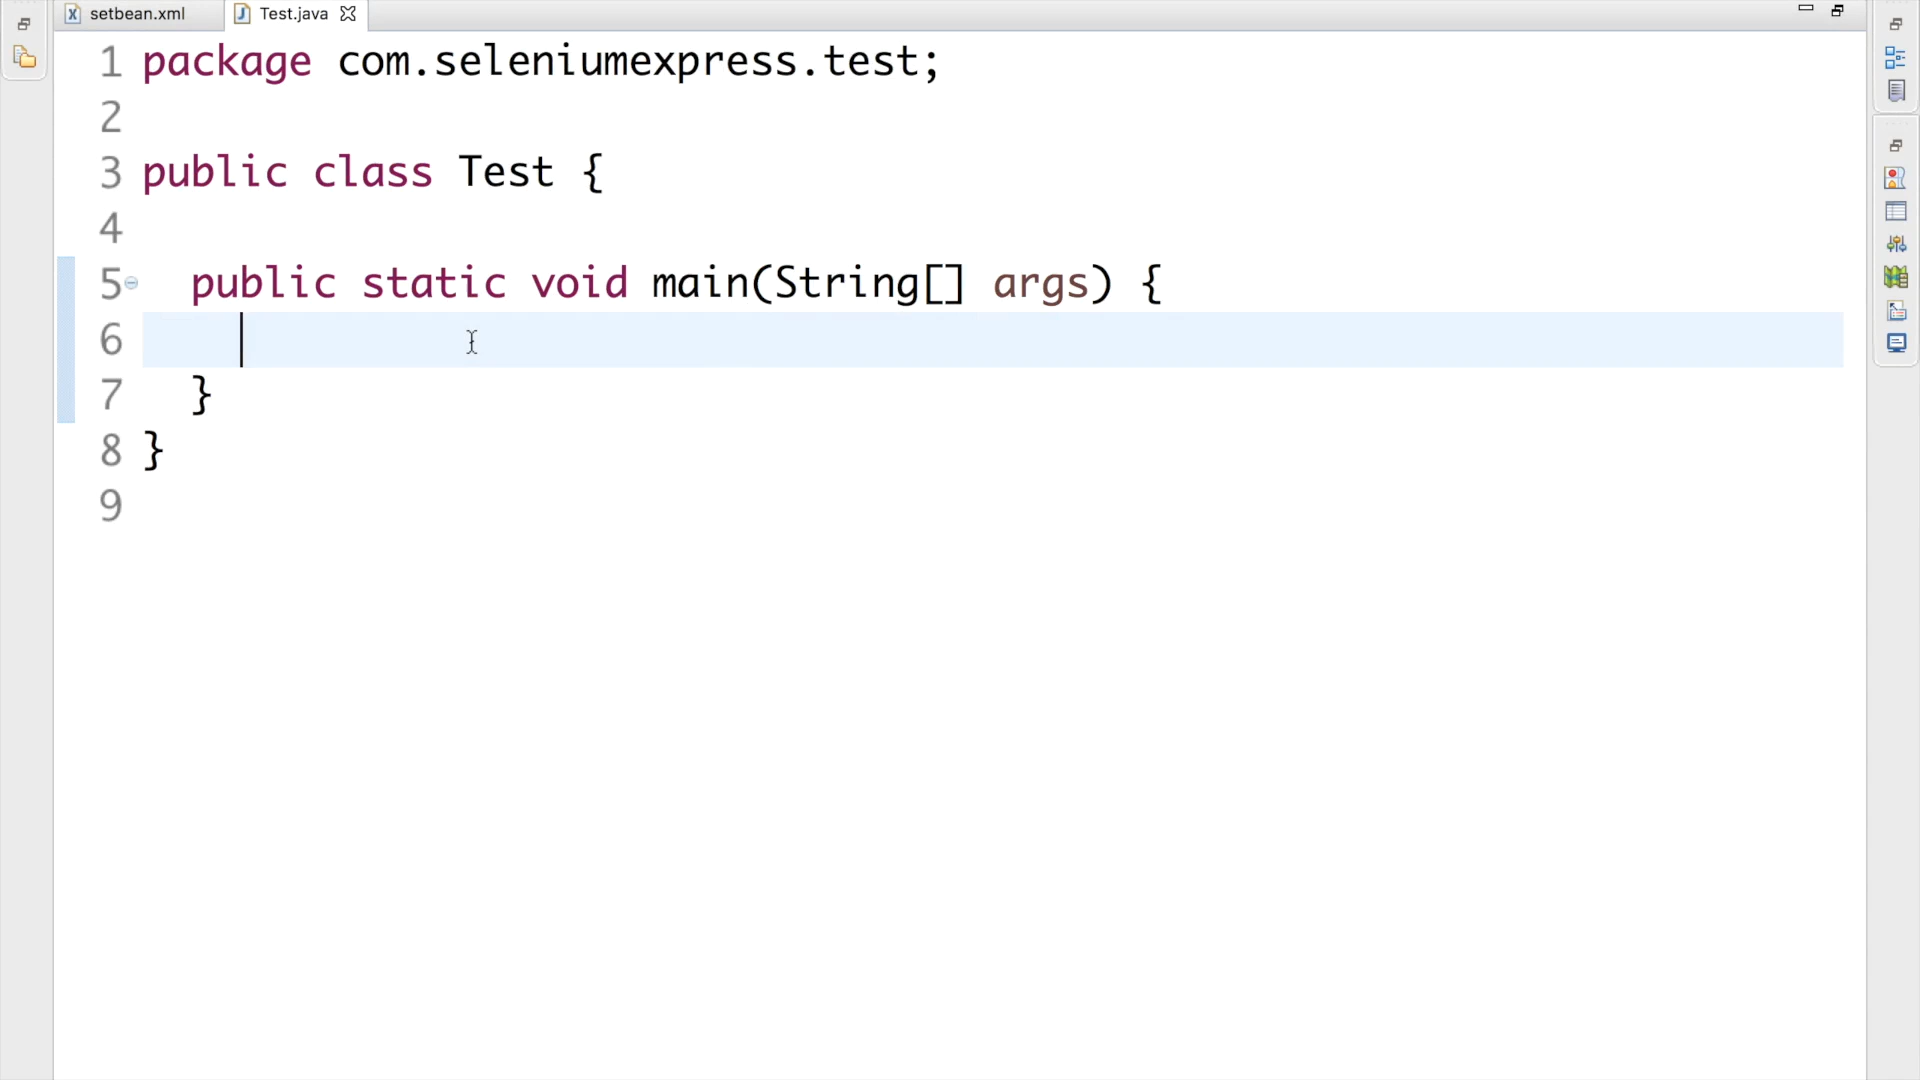 setbean.xml
Test.java
1 package com.seleniumexpress.test;
2
3 public class Test {
4
5 public static void main(String[] args) {
6
7 }
8 }
9